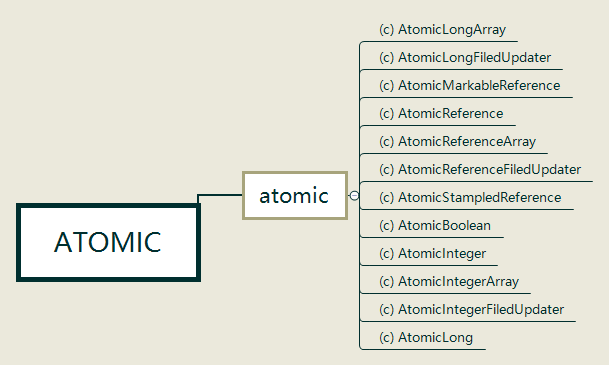 ATOMIC
atomic
(c) AtomicLongArray
(c) AtomicLongFiledUpdater
(c) AtomicMarkableReference
(c) AtomicReference
(c) AtomicReferenceArray
(c) AtomicReferenceFiledUpdater
(c) AtomicStampledReference
(c) AtomicBoolean
(c) AtomicInteger
(c) AtomicIntegerArray
(c) AtomicIntegerFiledUpdater
(c) AtomicLong